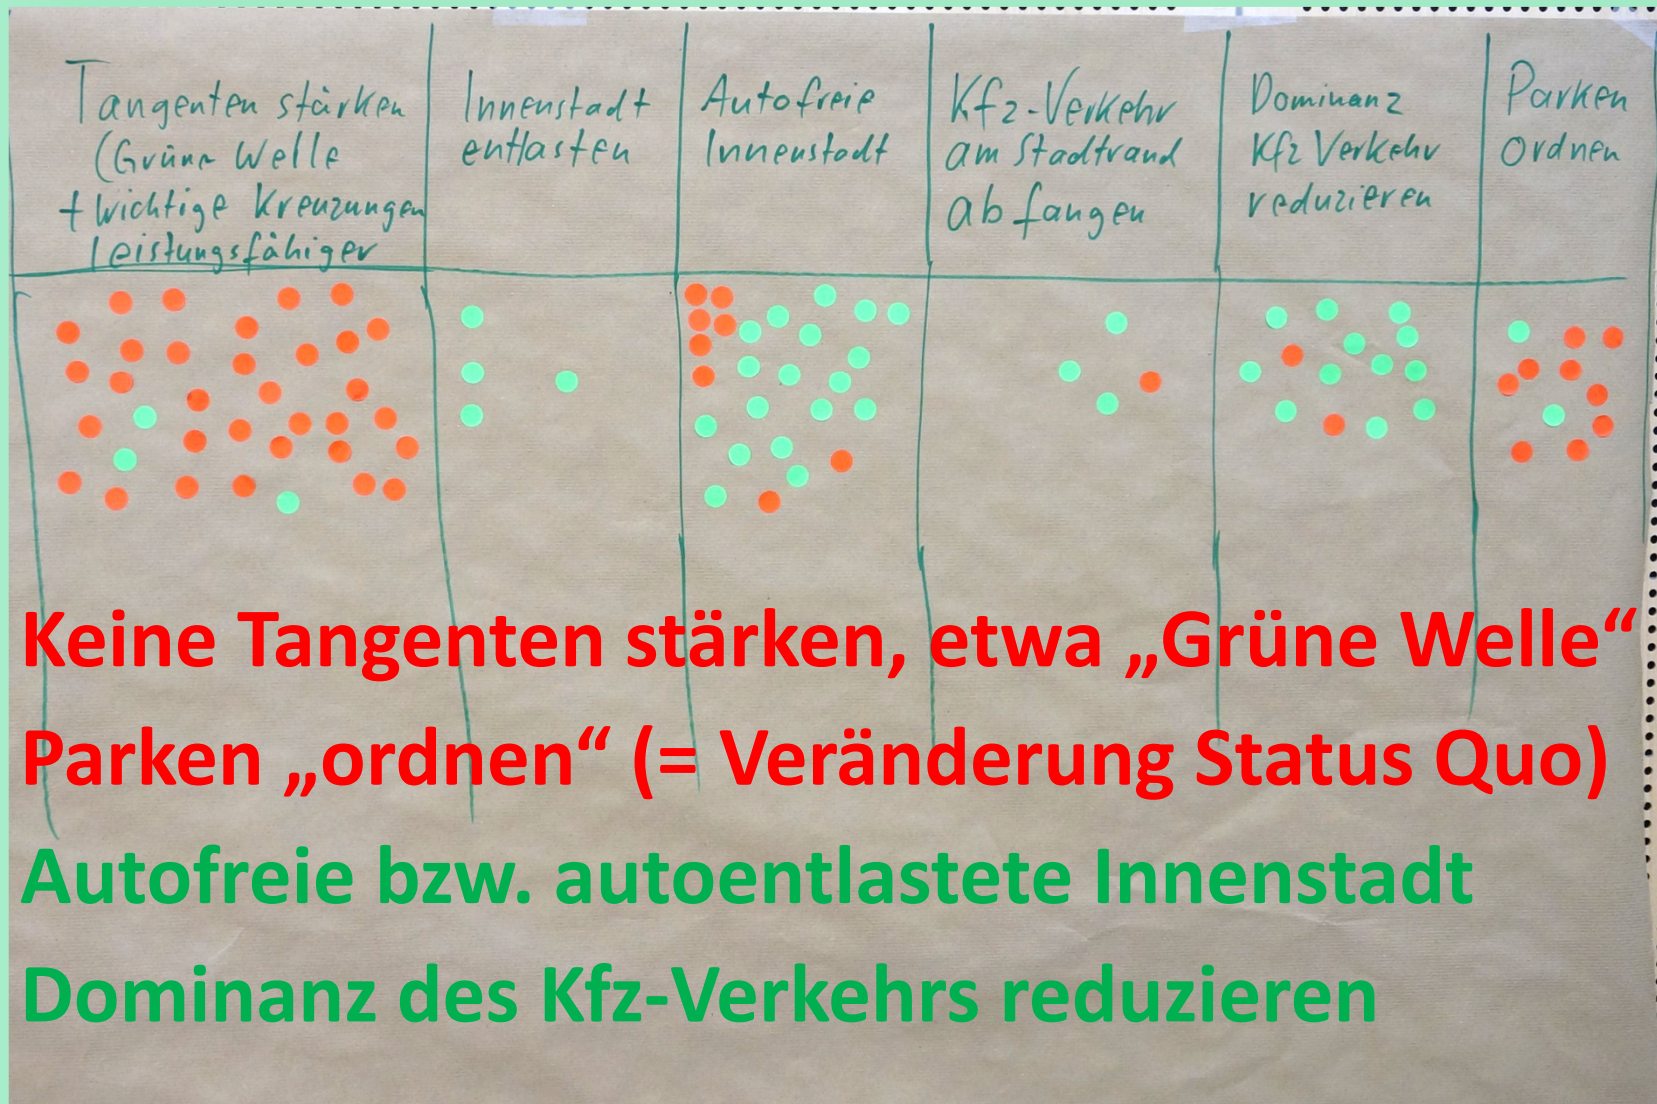 Tangenten stärken
(Grüne Welle
+ wichtige Kreuzungen
leistungsfähiger
Innenstadt
entlasten
Autofreie
Innenstadt
Kfz-Verkehr
am Stadtrand
abfangen
Dominanz
Kfz Verkehr
reduzieren
Parken
ordnen
Keine Tangenten stärken, etwa „Grüne Welle“
Parken „ordnen“ (= Veränderung Status Quo)
Autofreie bzw. autoentlastete Innenstadt
Dominanz des Kfz-Verkehrs reduzieren